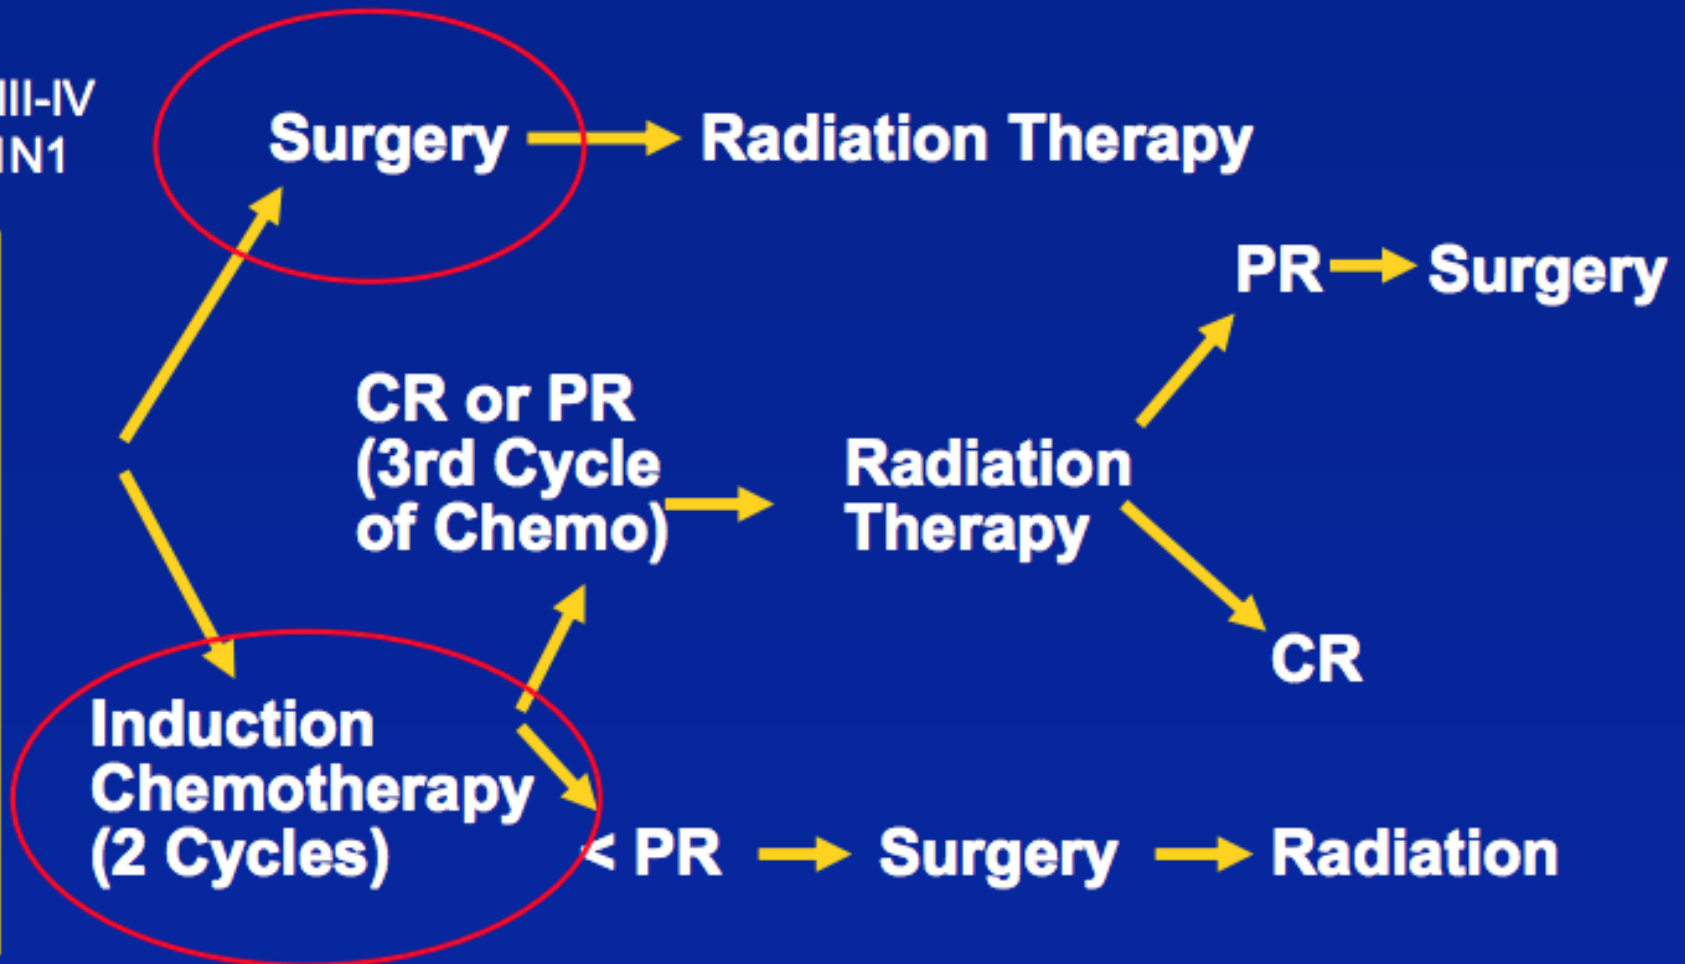 III-IV
IN1
Surgery
Radiation Therapy
PR
Surgery
CR or PR
(3rd Cycle
of Chemo)
Radiation
Therapy
CR
Induction
Chemotherapy
(2 Cycles)
< PR
Surgery
Radiation